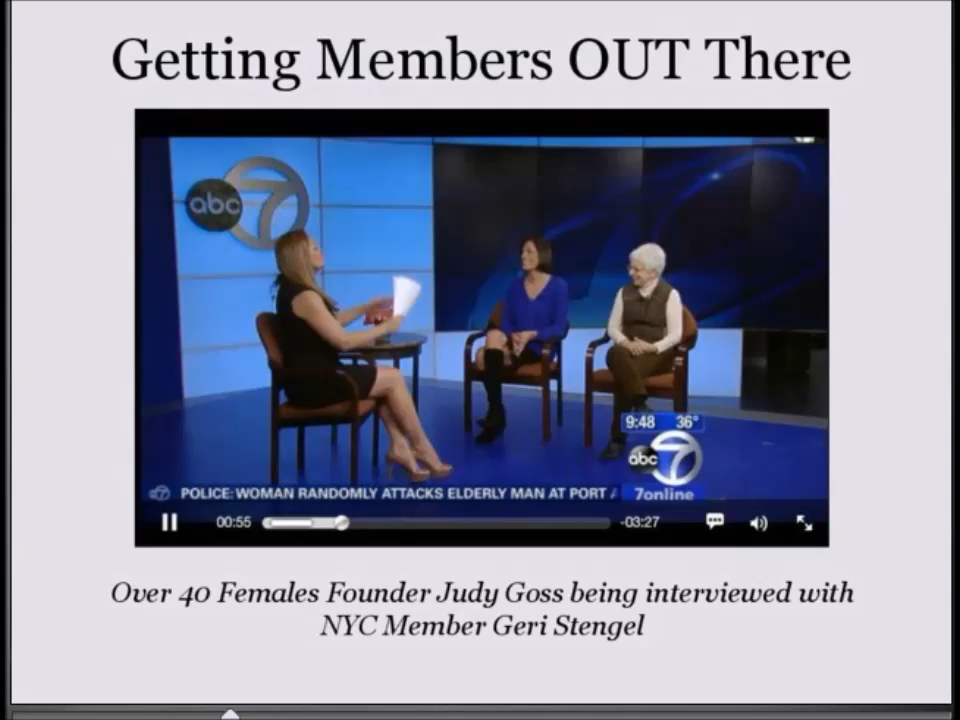 Getting Members OUT There
abc 7
9:48 36°
abc 7
POLICE: WOMAN RANDOMLY ATTACKS ELDERLY MAN AT PORT
7online
00:55
-03:27
Over 40 Females Founder Judy Goss being interviewed with
NYC Member Geri Stengel